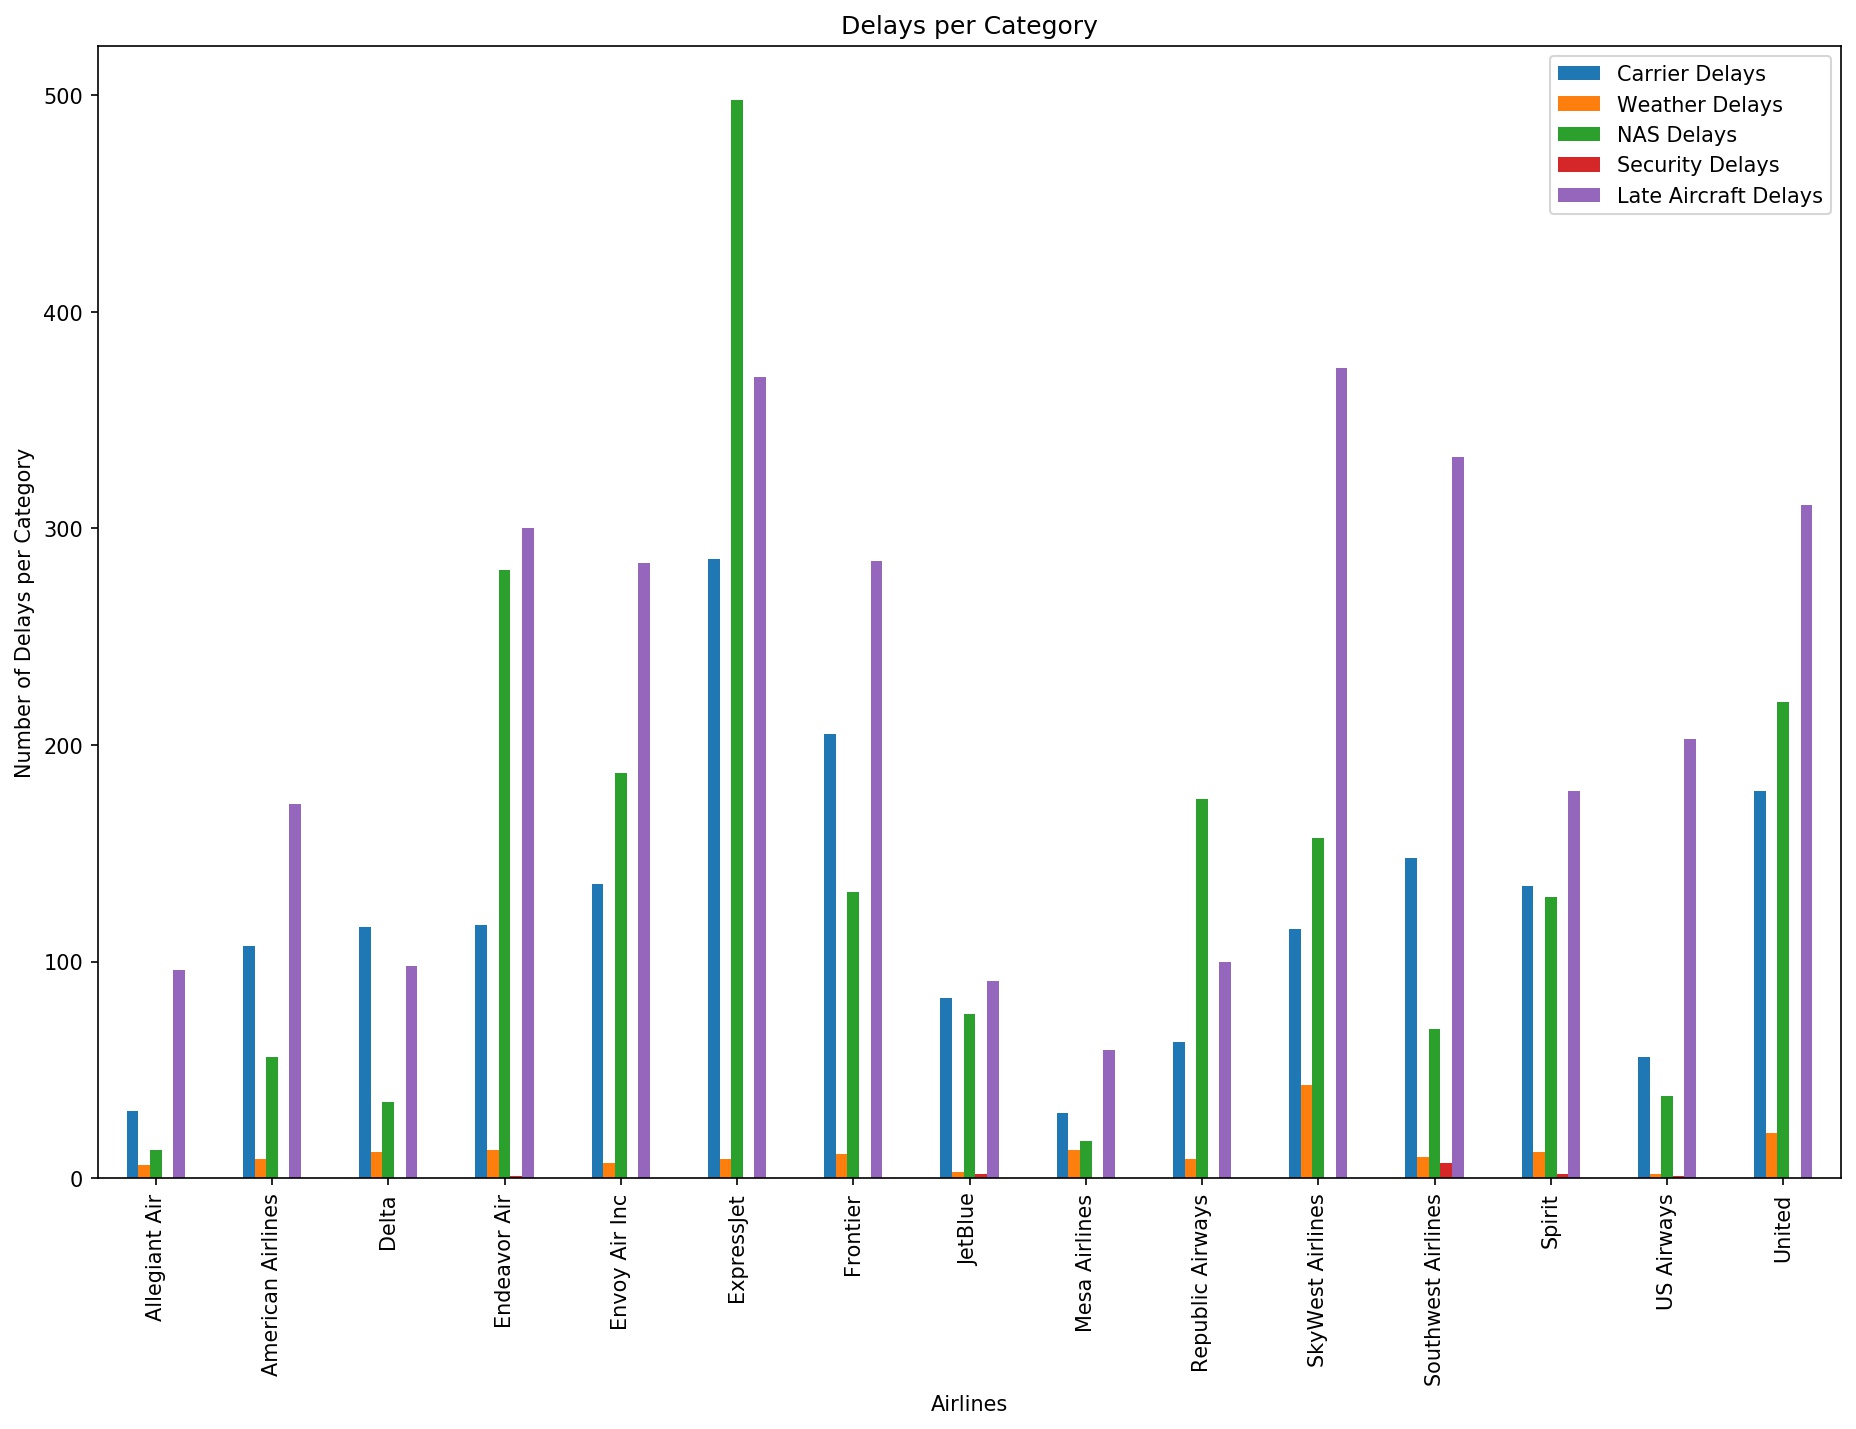 Delays per Category
Carrier Delays
Weather Delays
NAS Delays
Security Delays
Late Aircraft Delays
Number of Delays per Category
500
400
300
200
100
0
Allegiant Air
American Airlines
Delta
Endeavor Air
Envoy Air Inc
ExpressJet
Frontier
JetBlue
Mesa Airlines
Republic Airways
SkyWest Airlines
Southwest Airlines
Spirit
US Airways
United
Airlines